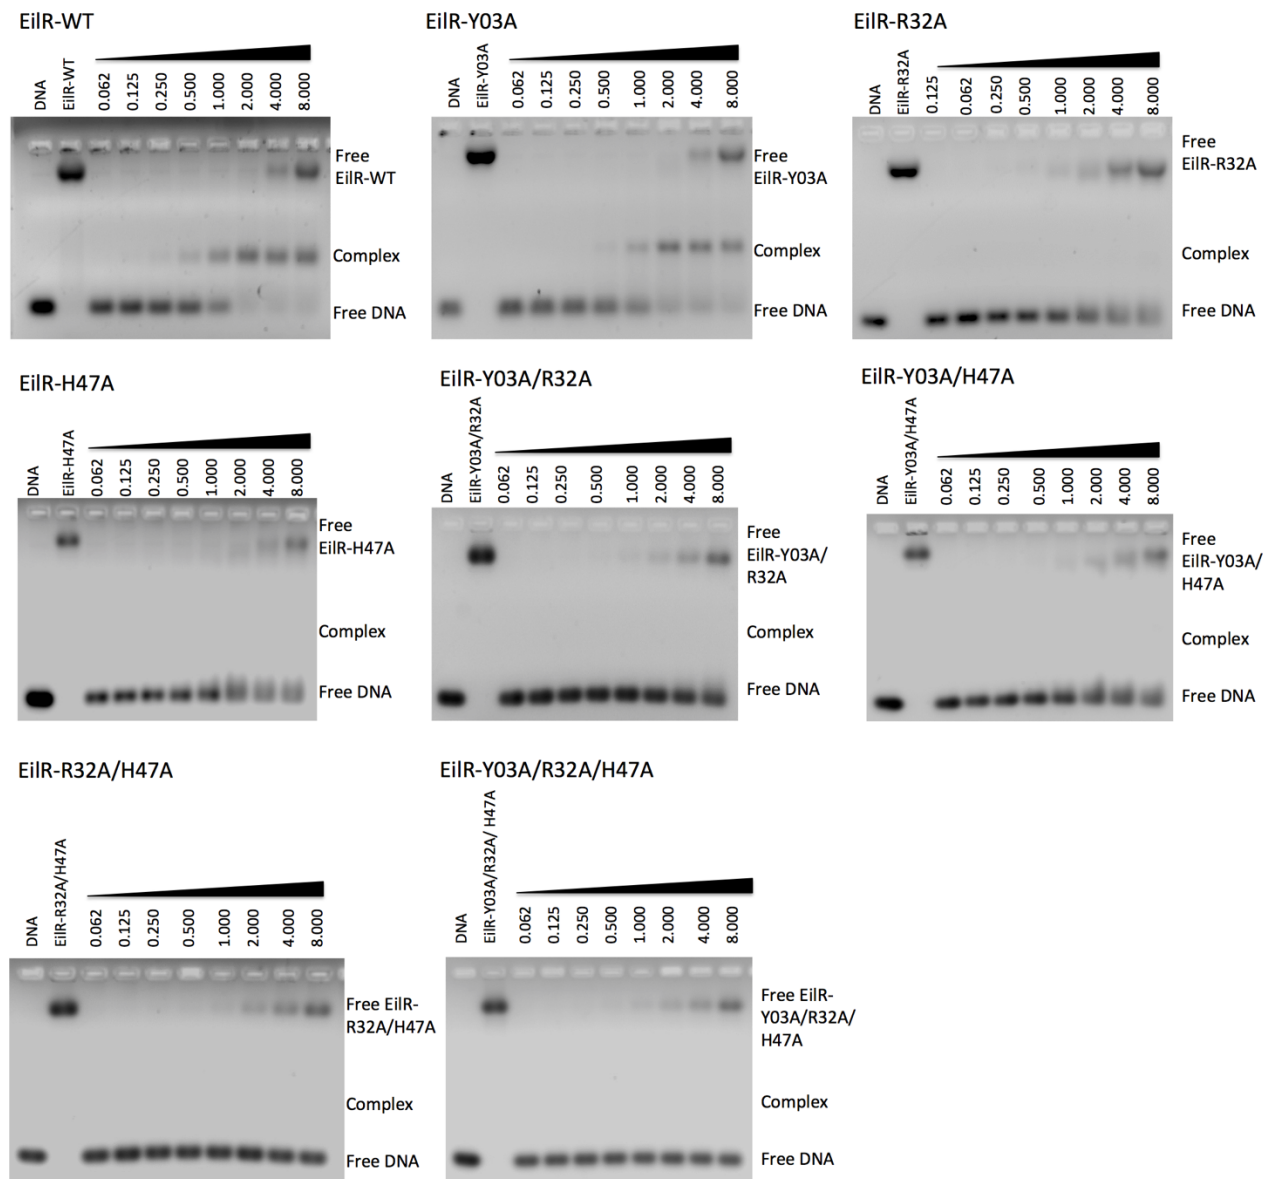 EilR-WT
DNA
EilR-WT
0.062
0.125
0.250
0.500
1.000
2.000
4.000
8.000
Free
EilR-WT
Complex
Free DNA
EilR-Y03A
DNA
EilR-Y03A
0.062
0.125
0.250
0.500
1.000
2.000
4.000
8.000
Free
EilR-Y03A
Complex
Free DNA
EilR-R32A
DNA
EilR-R32A
0.125
0.062
0.250
0.500
1.000
2.000
4.000
8.000
Free
EilR-R32A
Complex
Free DNA
EilR-H47A
DNA
EilR-H47A
0.062
0.125
0.250
0.500
1.000
2.000
4.000
8.000
Free
EilR-H47A
Complex
Free DNA
EilR-Y03A/R32A
DNA
EilR-Y03A/R32A
0.062
0.125
0.250
0.500
1.000
2.000
4.000
8.000
Free
EilR-Y03A/
R32A
Complex
Free DNA
EilR-Y03A/H47A
DNA
EilR-Y03A/H47A
0.062
0.125
0.250
0.500
1.000
2.000
4.000
8.000
Free
EilR-Y03A/
H47A
Complex
Free DNA
EilR-R32A/H47A
DNA
EilR-R32A/H47A
0.062
0.125
0.250
0.500
1.000
2.000
4.000
8.000
Free EilR-
R32A/H47A
Complex
Free DNA
EilR-Y03A/R32A/H47A
DNA
EilR-Y03A/R32A/ H47A
0.062
0.125
0.250
0.500
1.000
2.000
4.000
8.000
Free EilR-
Y03A/R32A/
H47A
Complex
Free DNA